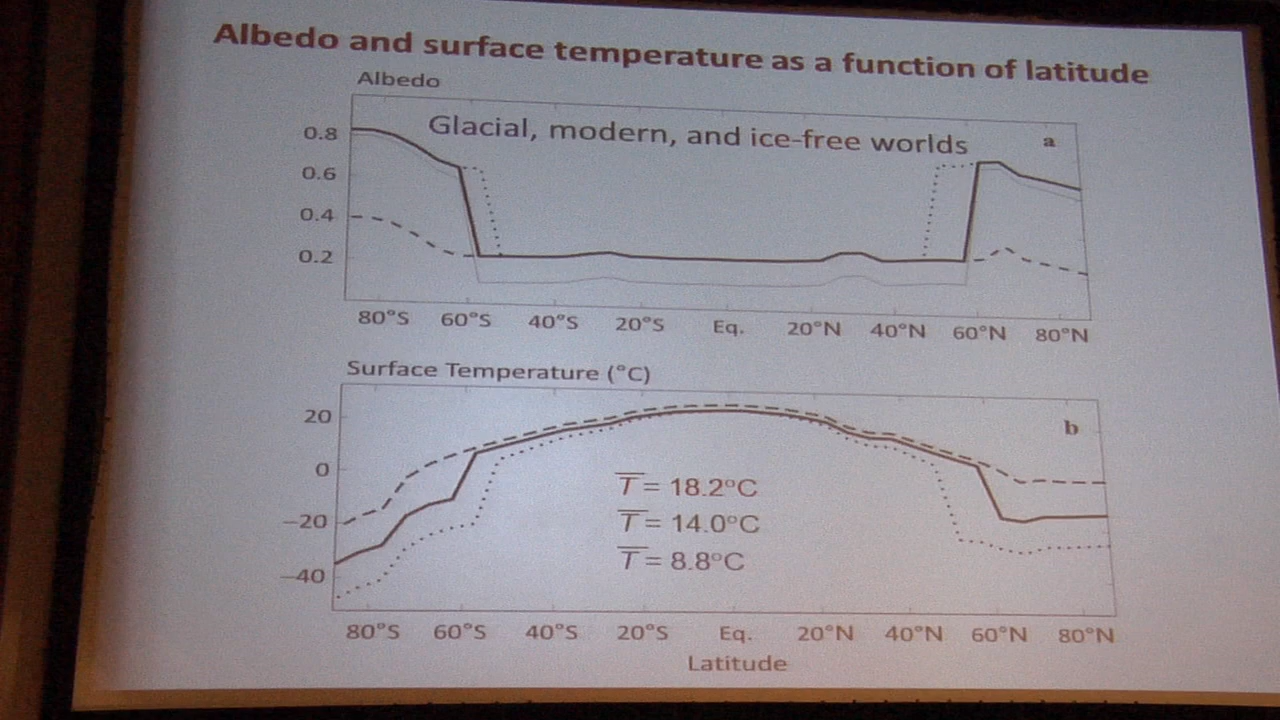 Albedo and surface temperature as a function of latitude
Albedo
Glacial, modern, and ice-free worlds
a
0.8
0.6
0.4
0.2
80°S 60°S 40°S 20°S Eq. 20°N 40°N 60°N 80°N
Surface Temperature (°C)
b
20
0
−20
−40
T̅ = 18.2°C
T̅ = 14.0°C
T̅ = 8.8°C
80°S 60°S 40°S 20°S Eq. 20°N 40°N 60°N 80°N
Latitude